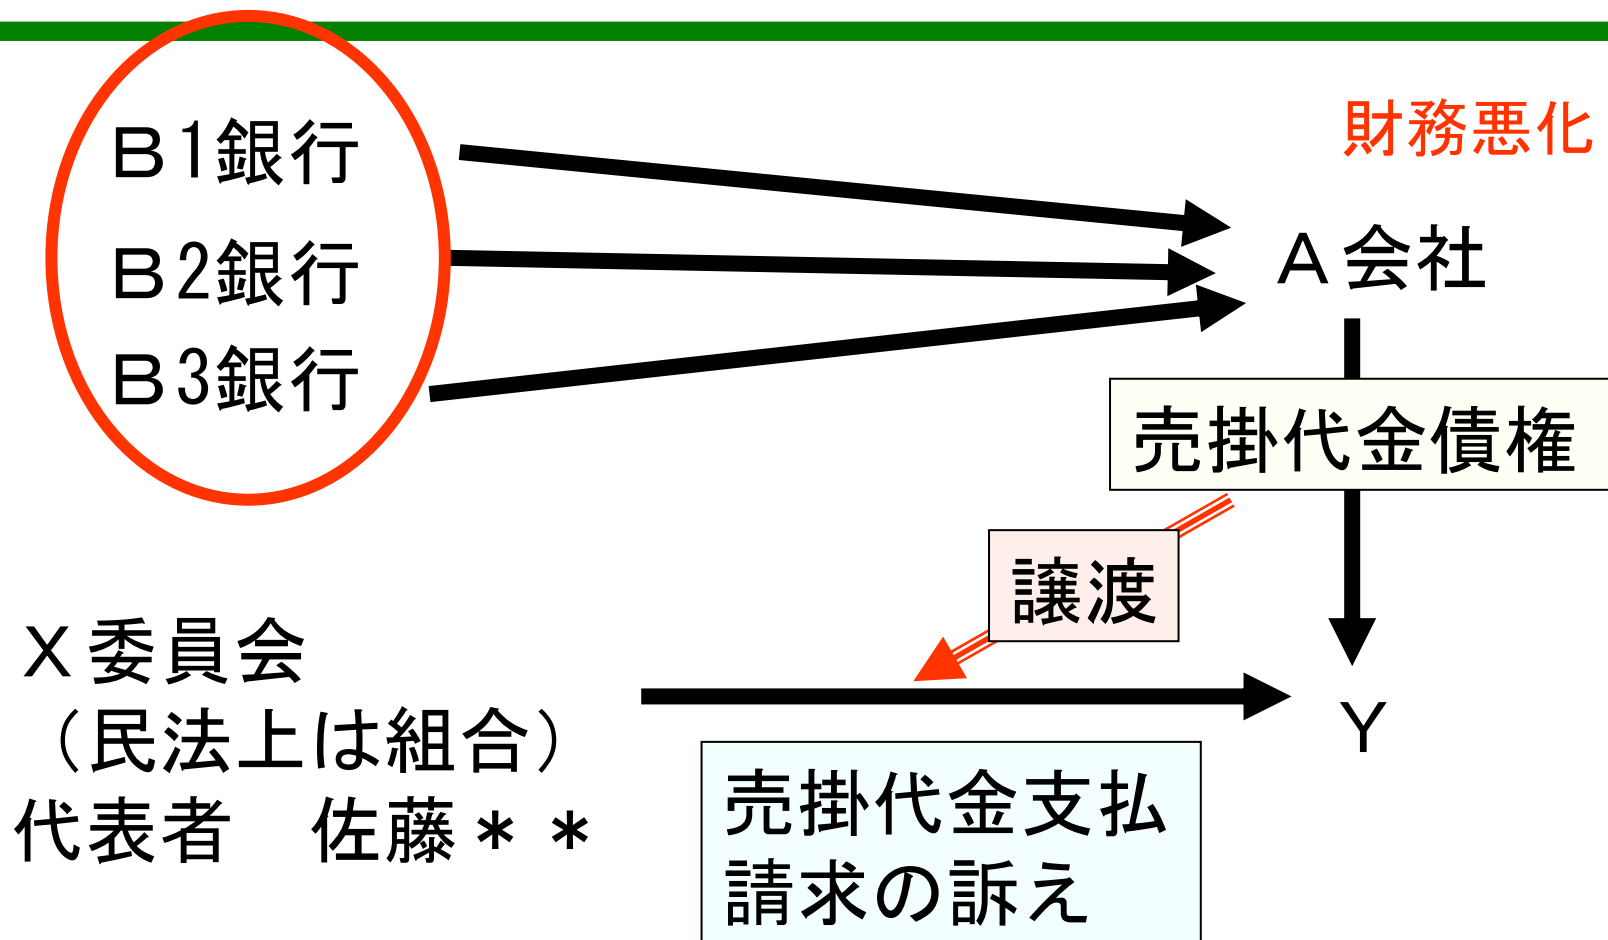 B1銀行
B2銀行
B3銀行
財務悪化
A会社
売掛代金債権
譲渡
X委員会
（民法上は組合）
代表者　佐藤＊＊
Y
売掛代金支払
請求の訴え